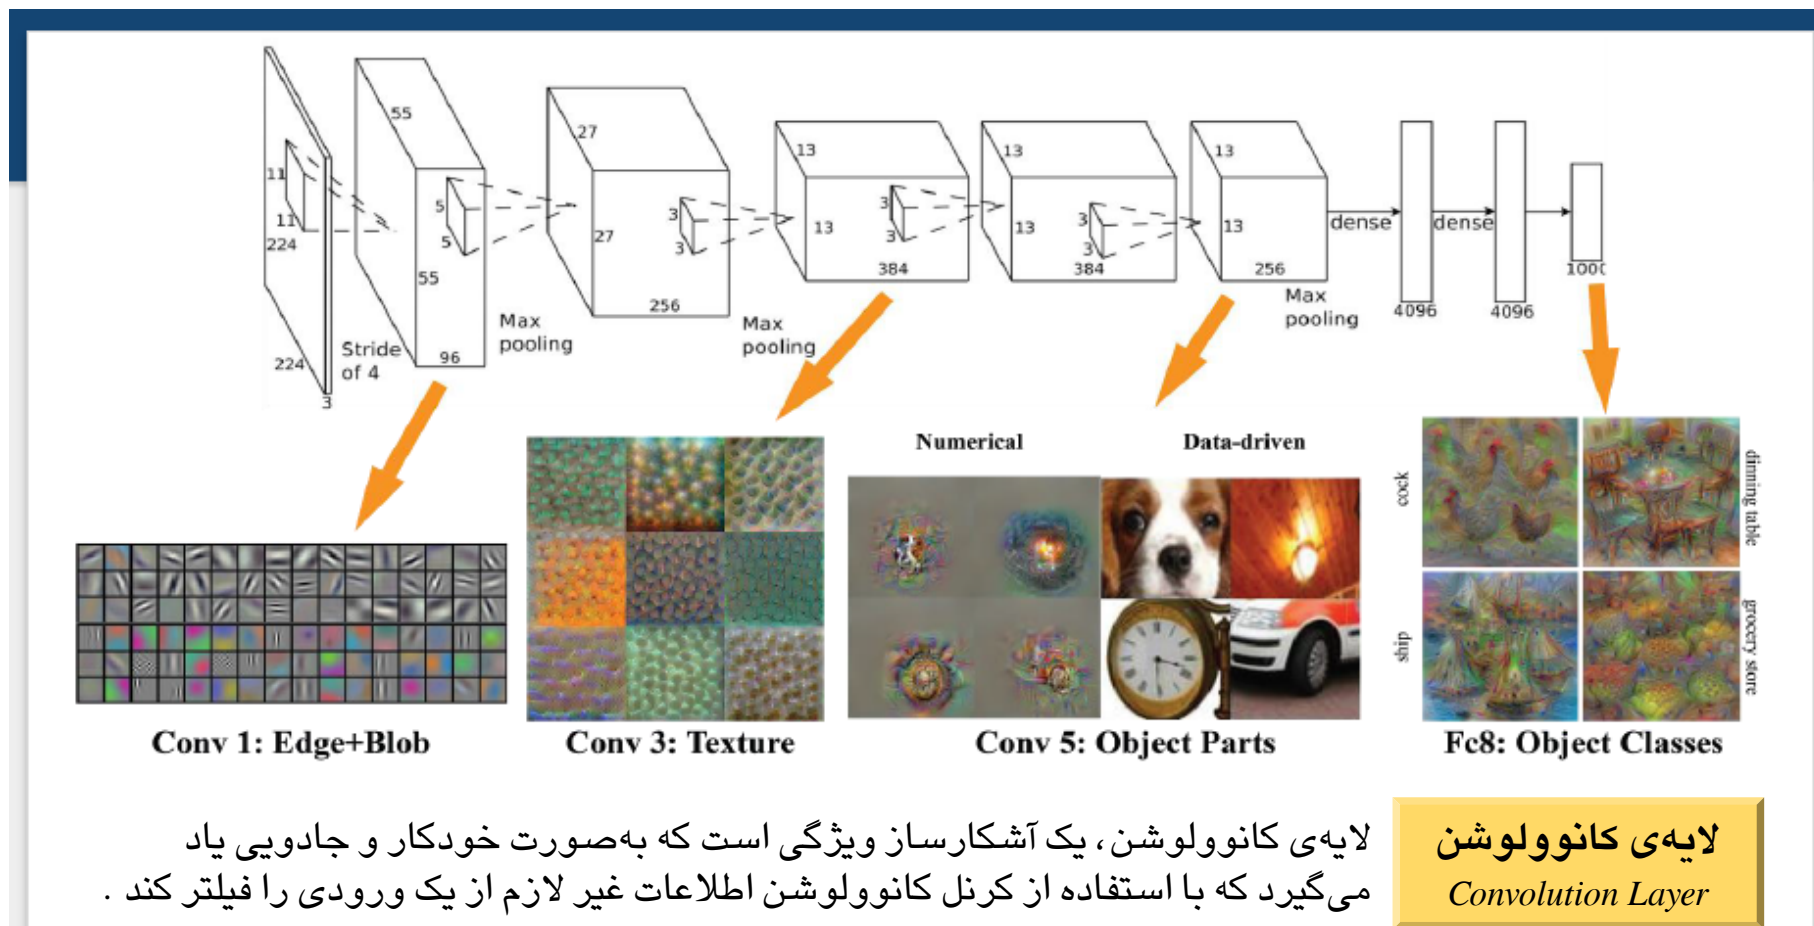 55
27
27
13
13
13
11
11
224
5
5
55
3
3
27
3
3
13
3
3
13
13
dense
dense
224
3
Stride
of 4
96
Max
pooling
256
Max
pooling
384
384
256
Max
pooling
4096
4096
1000
Numerical
Data-driven
cock
dining table
ship
grocery store
Conv 1: Edge+Blob
Conv 3: Texture
Conv 5: Object Parts
Fc8: Object Classes
لایه‌ی کانوولوشن
Convolution Layer
لایه‌ی کانوولوشن، یک آشکارساز ویژگی است که به‌صورت خودکار و جادویی یاد
می‌گیرد که با استفاده از کرنل کانوولوشن اطلاعات غیر لازم از یک ورودی را فیلتر کند .